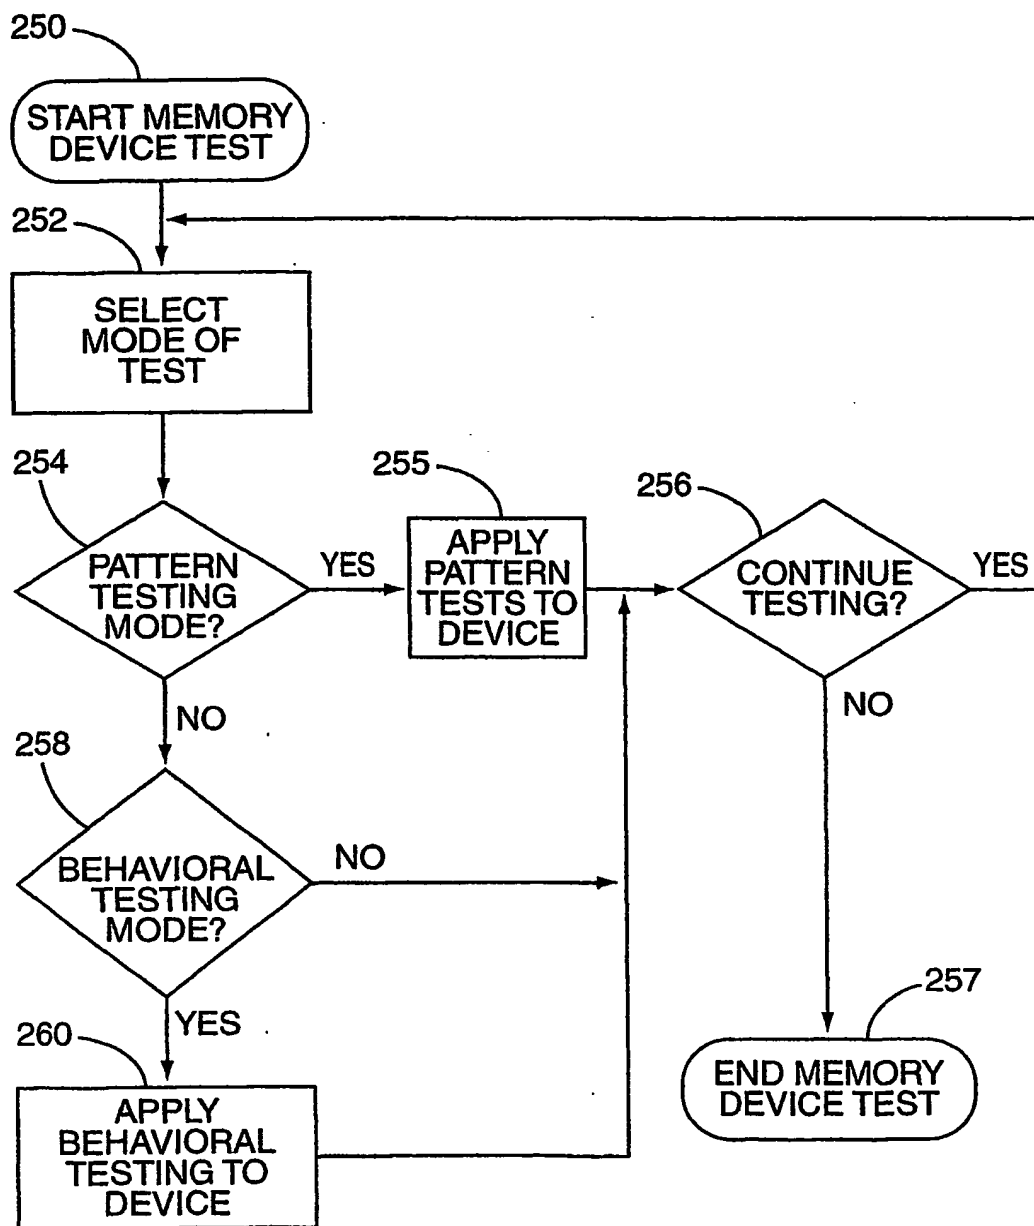 250
START MEMORY
DEVICE TEST
252
SELECT
MODE OF
TEST
254
PATTERN
TESTING
MODE?
YES
255
APPLY
PATTERN
TESTS TO
DEVICE
256
CONTINUE
TESTING?
YES
NO
NO
258
BEHAVIORAL
TESTING
MODE?
NO
YES
257
END MEMORY
DEVICE TEST
260
APPLY
BEHAVIORAL
TESTING TO
DEVICE